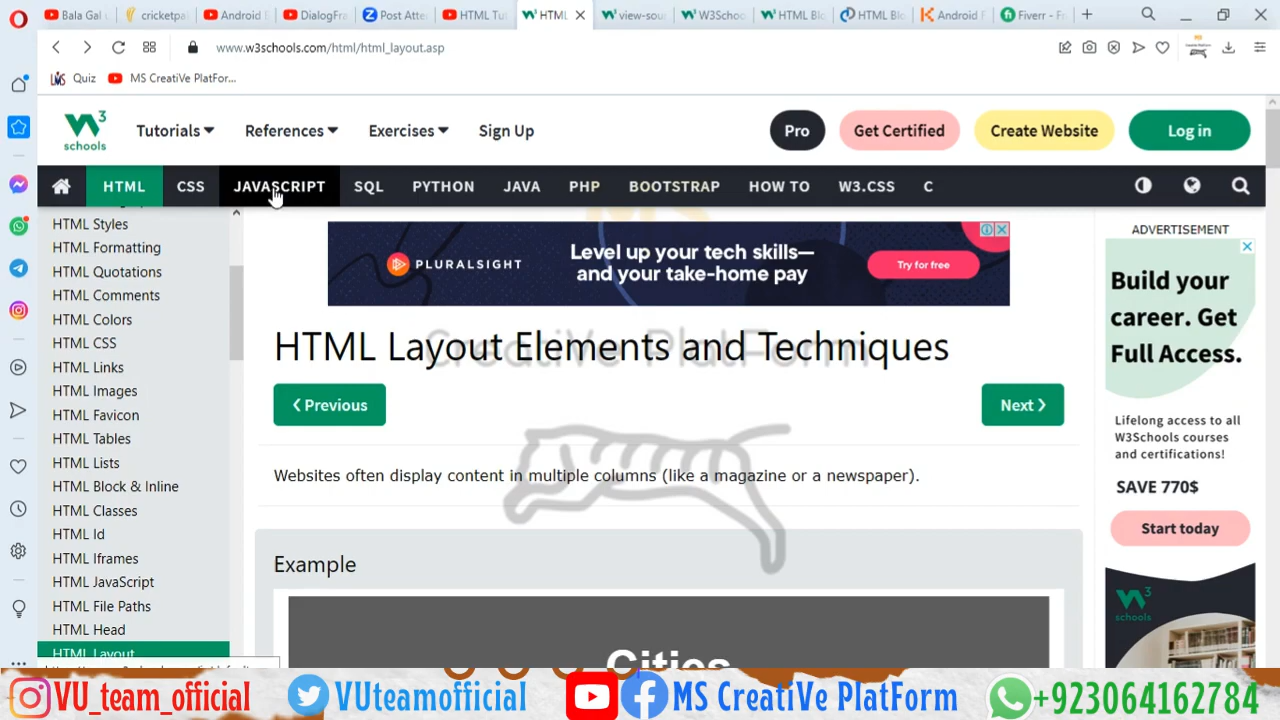 Bala Gal
cricketpa
Android
DialogFra
Post Atte
HTML Tu
HTML
view-sou
W3Schoo
HTML Blo
HTML Blo
Android F
Fiverr - Fr
www.w3schools.com/html/html_layout.asp
Quiz
MS CreatiVe PlatFor...
schools
Tutorials
References
Exercises
Sign Up
Pro
Get Certified
Create Website
Log in
HTML
CSS
JAVASCRIPT
SQL
PYTHON
JAVA
PHP
BOOTSTRAP
HOW TO
W3.CSS
C
HTML Styles
HTML Formatting
HTML Quotations
HTML Comments
HTML Colors
HTML CSS
HTML Links
HTML Images
HTML Favicon
HTML Tables
HTML Lists
HTML Block & Inline
HTML Classes
HTML Id
HTML Iframes
HTML JavaScript
HTML File Paths
HTML Head
HTML Layout
PLURALSIGHT
Level up your tech skills—
and your take-home pay
Try for free
HTML Layout Elements and Techniques
MS
CreatiVe PlatForm
❮ Previous
Next ❯
Websites often display content in multiple columns (like a magazine or a newspaper).
Example
Cities
ADVERTISEMENT
Build your
career. Get
Full Access.
Lifelong access to all
W3Schools courses
and certifications!
SAVE 770$
Start today
schools
VU_team_official
VUteamofficial
MS CreatiVe PlatForm
+923064162784